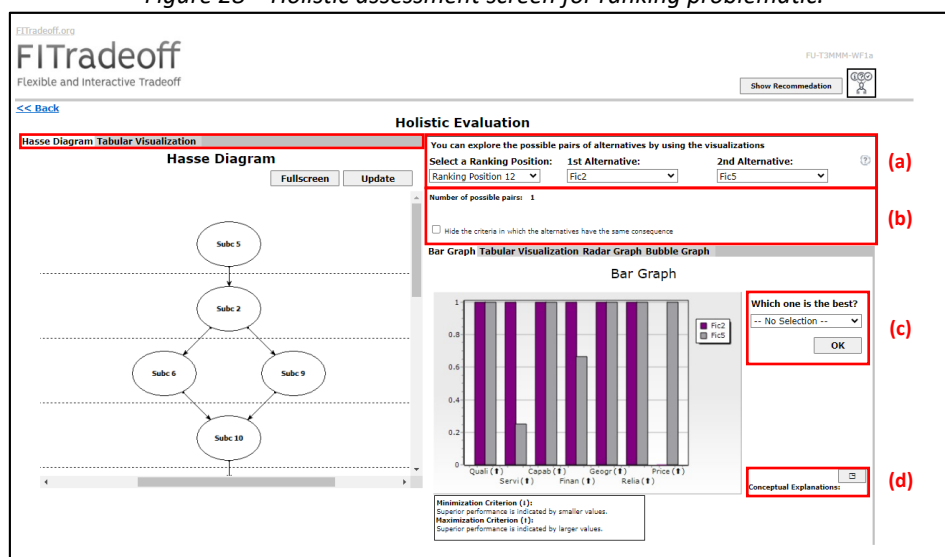 Figure 28 – Holistic assessment screen for ranking problematic.
FITradeoff.org
FITradeoff
Flexible and Interactive Tradeoff
FU-T3MMM-WF1a
Show Recommedation
<< Back
Holistic Evaluation
Hasse Diagram Tabular Visualization
Hasse Diagram
Fullscreen Update
Subc 5
Subc 2
Subc 6 Subc 9
Subc 10
You can explore the possible pairs of alternatives by using the visualizations
Select a Ranking Position: 1st Alternative: 2nd Alternative:
Ranking Position 12 Fic2 Fic5
(a)
Number of possible pairs: 1
Hide the criteria in which the alternatives have the same consequence
(b)
Bar Graph Tabular Visualization Radar Graph Bubble Graph
Bar Graph
1
0.8
0.6
0.4
0.2
0
Quali (⬆) Capab (⬆) Geogr (⬆) Price (⬆)
Servi (⬆) Finan (⬆) Relia (⬆)
Fic2
Fic5
Which one is the best?
-- No Selection --
OK
(c)
Conceptual Explanations:
(d)
Minimization Criterion (⬇):
Superior performance is indicated by smaller values.
Maximization Criterion (⬆):
Superior performance is indicated by larger values.